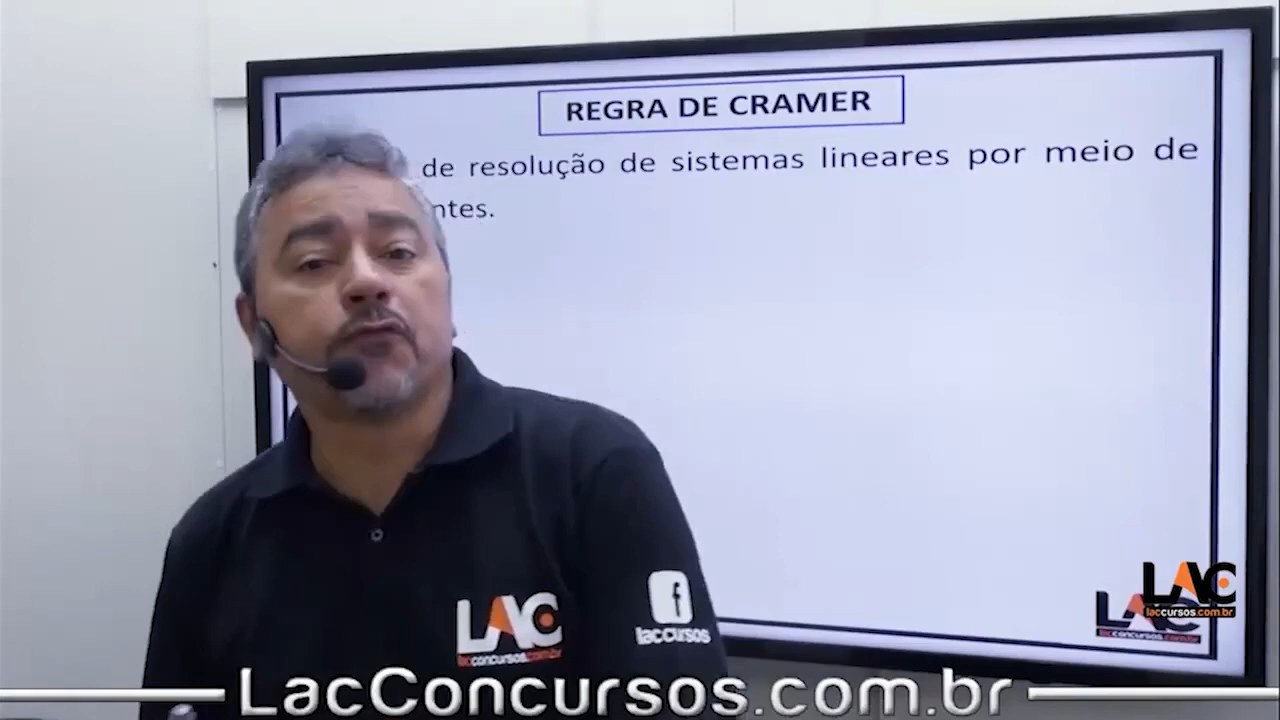 REGRA DE CRAMER
de resolução de sistemas lineares por meio de
ntes.
LAC
laccursos.com.br
LAC
laccursos.com.br
LAC
lacconcursos.com.br
f
laccursos
LacConcursos.com.br